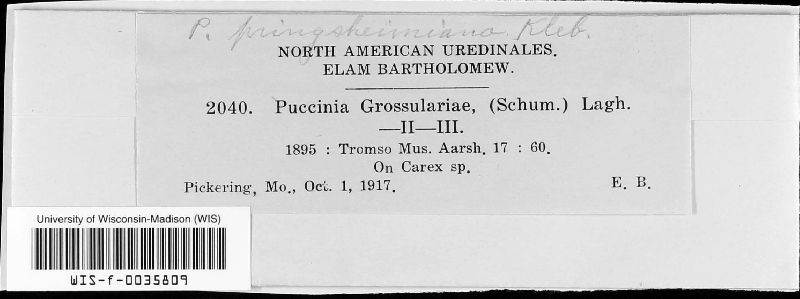 P. pringsheimiana Kleb.
NORTH AMERICAN UREDINALES.
ELAM BARTHOLOMEW.
2040. Puccinia Grossulariae, (Schum.) Lagh.
—II—III.
1895 : Tromso Mus. Aarsh. 17 : 60.
On Carex sp.
Pickering, Mo., Oct. 1, 1917. E. B.
University of Wisconsin-Madison (WIS)
WIS-f-0035809